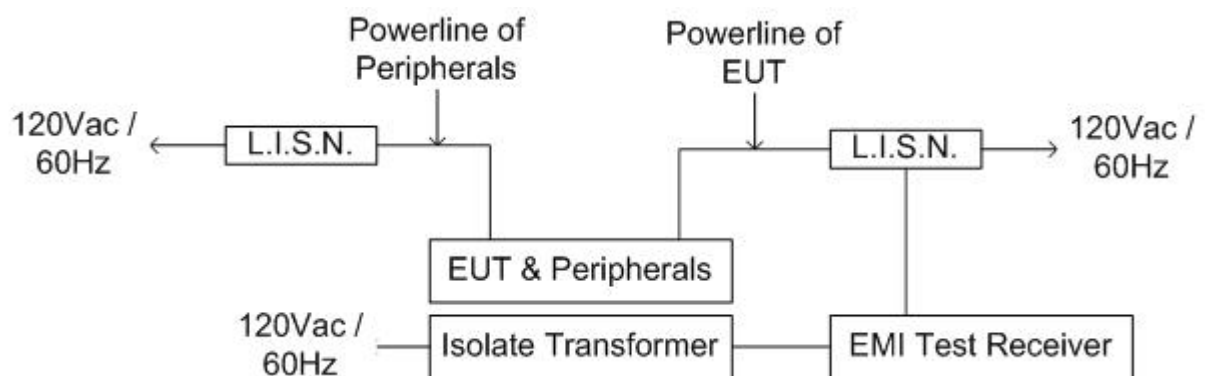 Powerline of
Peripherals
Powerline of
EUT
120Vac /
60Hz
L.I.S.N.
L.I.S.N.
120Vac /
60Hz
EUT & Peripherals
120Vac /
60Hz
Isolate Transformer
EMI Test Receiver